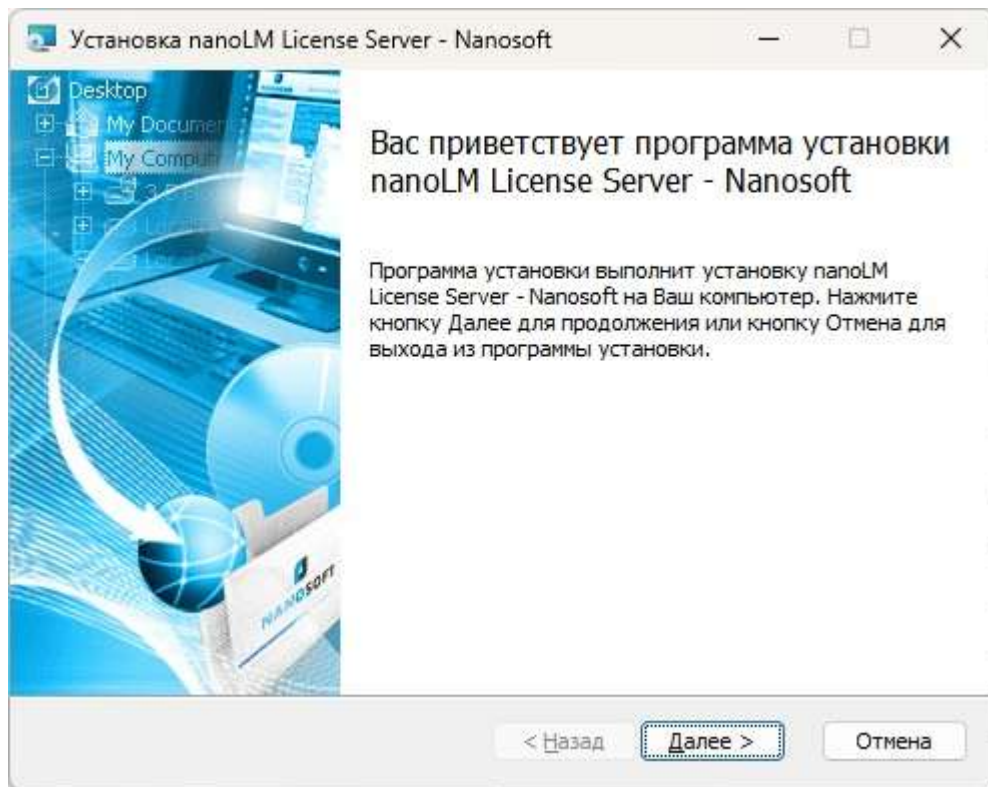 Установка nanoLM License Server - Nanosoft
Desktop
My Documen
My Compu
Вас приветствует программа установки
nanoLM License Server - Nanosoft
Программа установки выполнит установку nanoLM
License Server - Nanosoft на Ваш компьютер. Нажмите
кнопку Далее для продолжения или кнопку Отмена для
выхода из программы установки.
NANOSOFT
< Назад
Далее >
Отмена